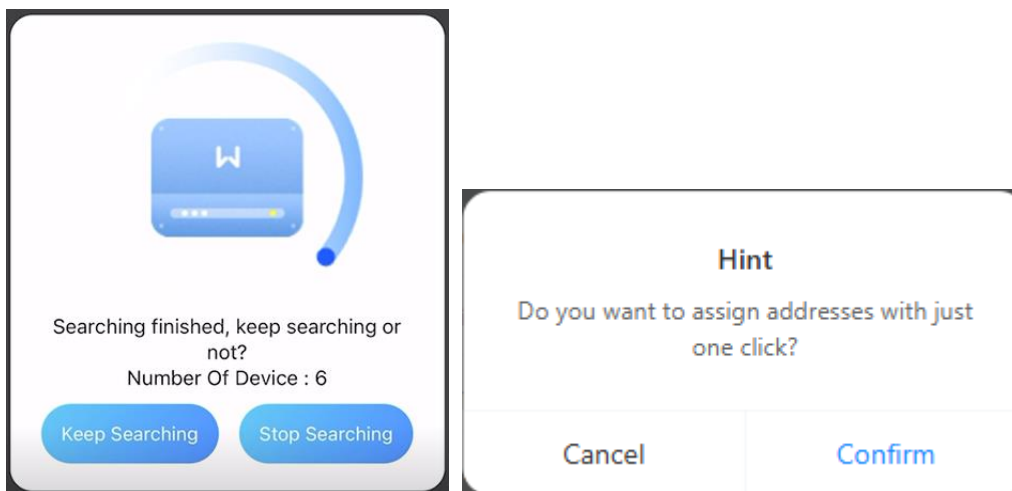 Searching finished, keep searching or
not?
Number Of Device : 6
Keep Searching
Stop Searching
Hint
Do you want to assign addresses with just
one click?
Cancel
Confirm